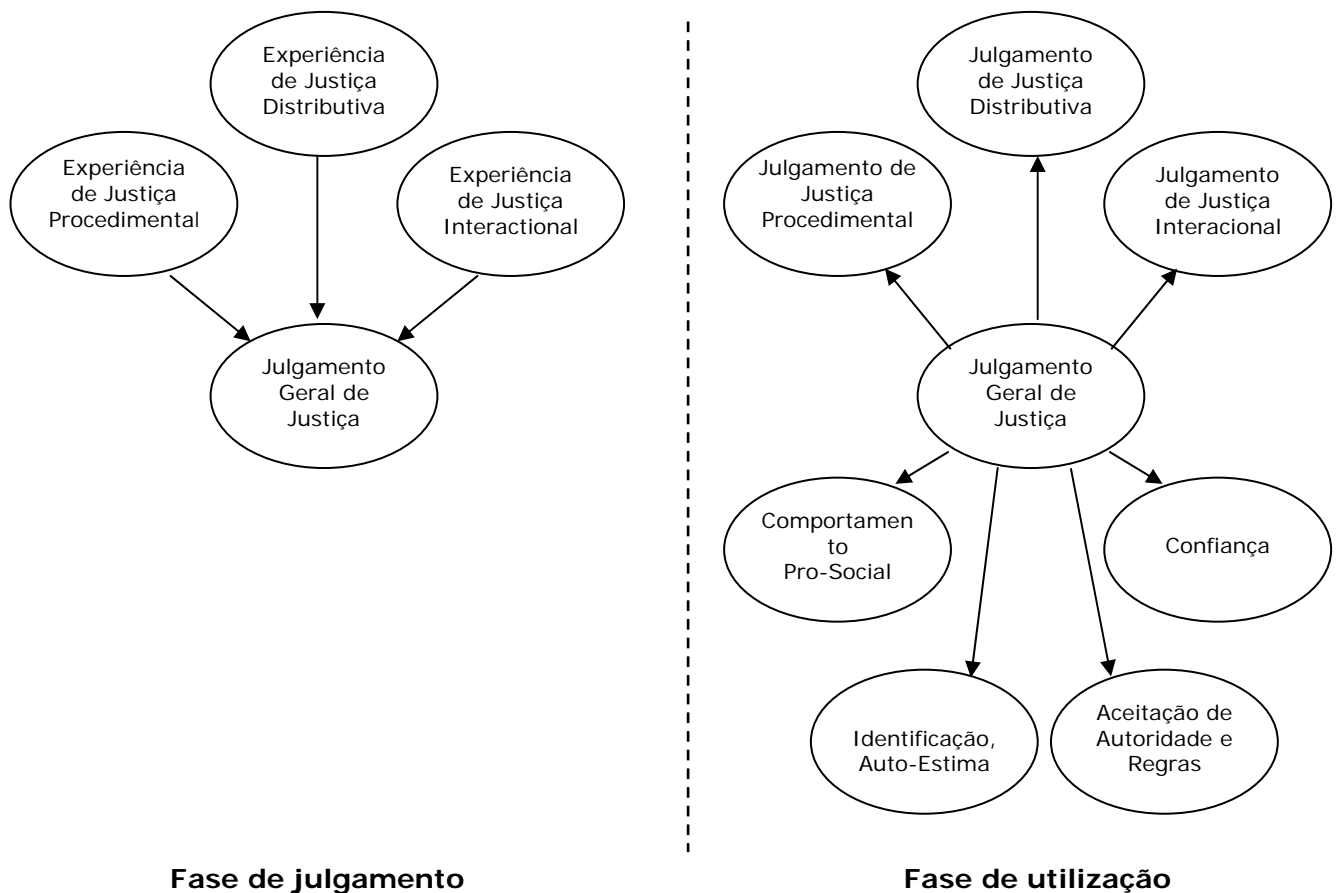 Experiência
de Justiça
Distributiva
Experiência
de Justiça
Procedimental
Experiência
de Justiça
Interactional
Julgamento
Geral de
Justiça
Fase de julgamento
Julgamento
de Justiça
Distributiva
Julgamento de
Justiça
Procedimental
Julgamento
de Justiça
Interacional
Julgamento
Geral de
Justiça
Comportamen
to
Pro-Social
Confiança
Identificação,
Auto-Estima
Aceitação de
Autoridade e
Regras
Fase de utilização